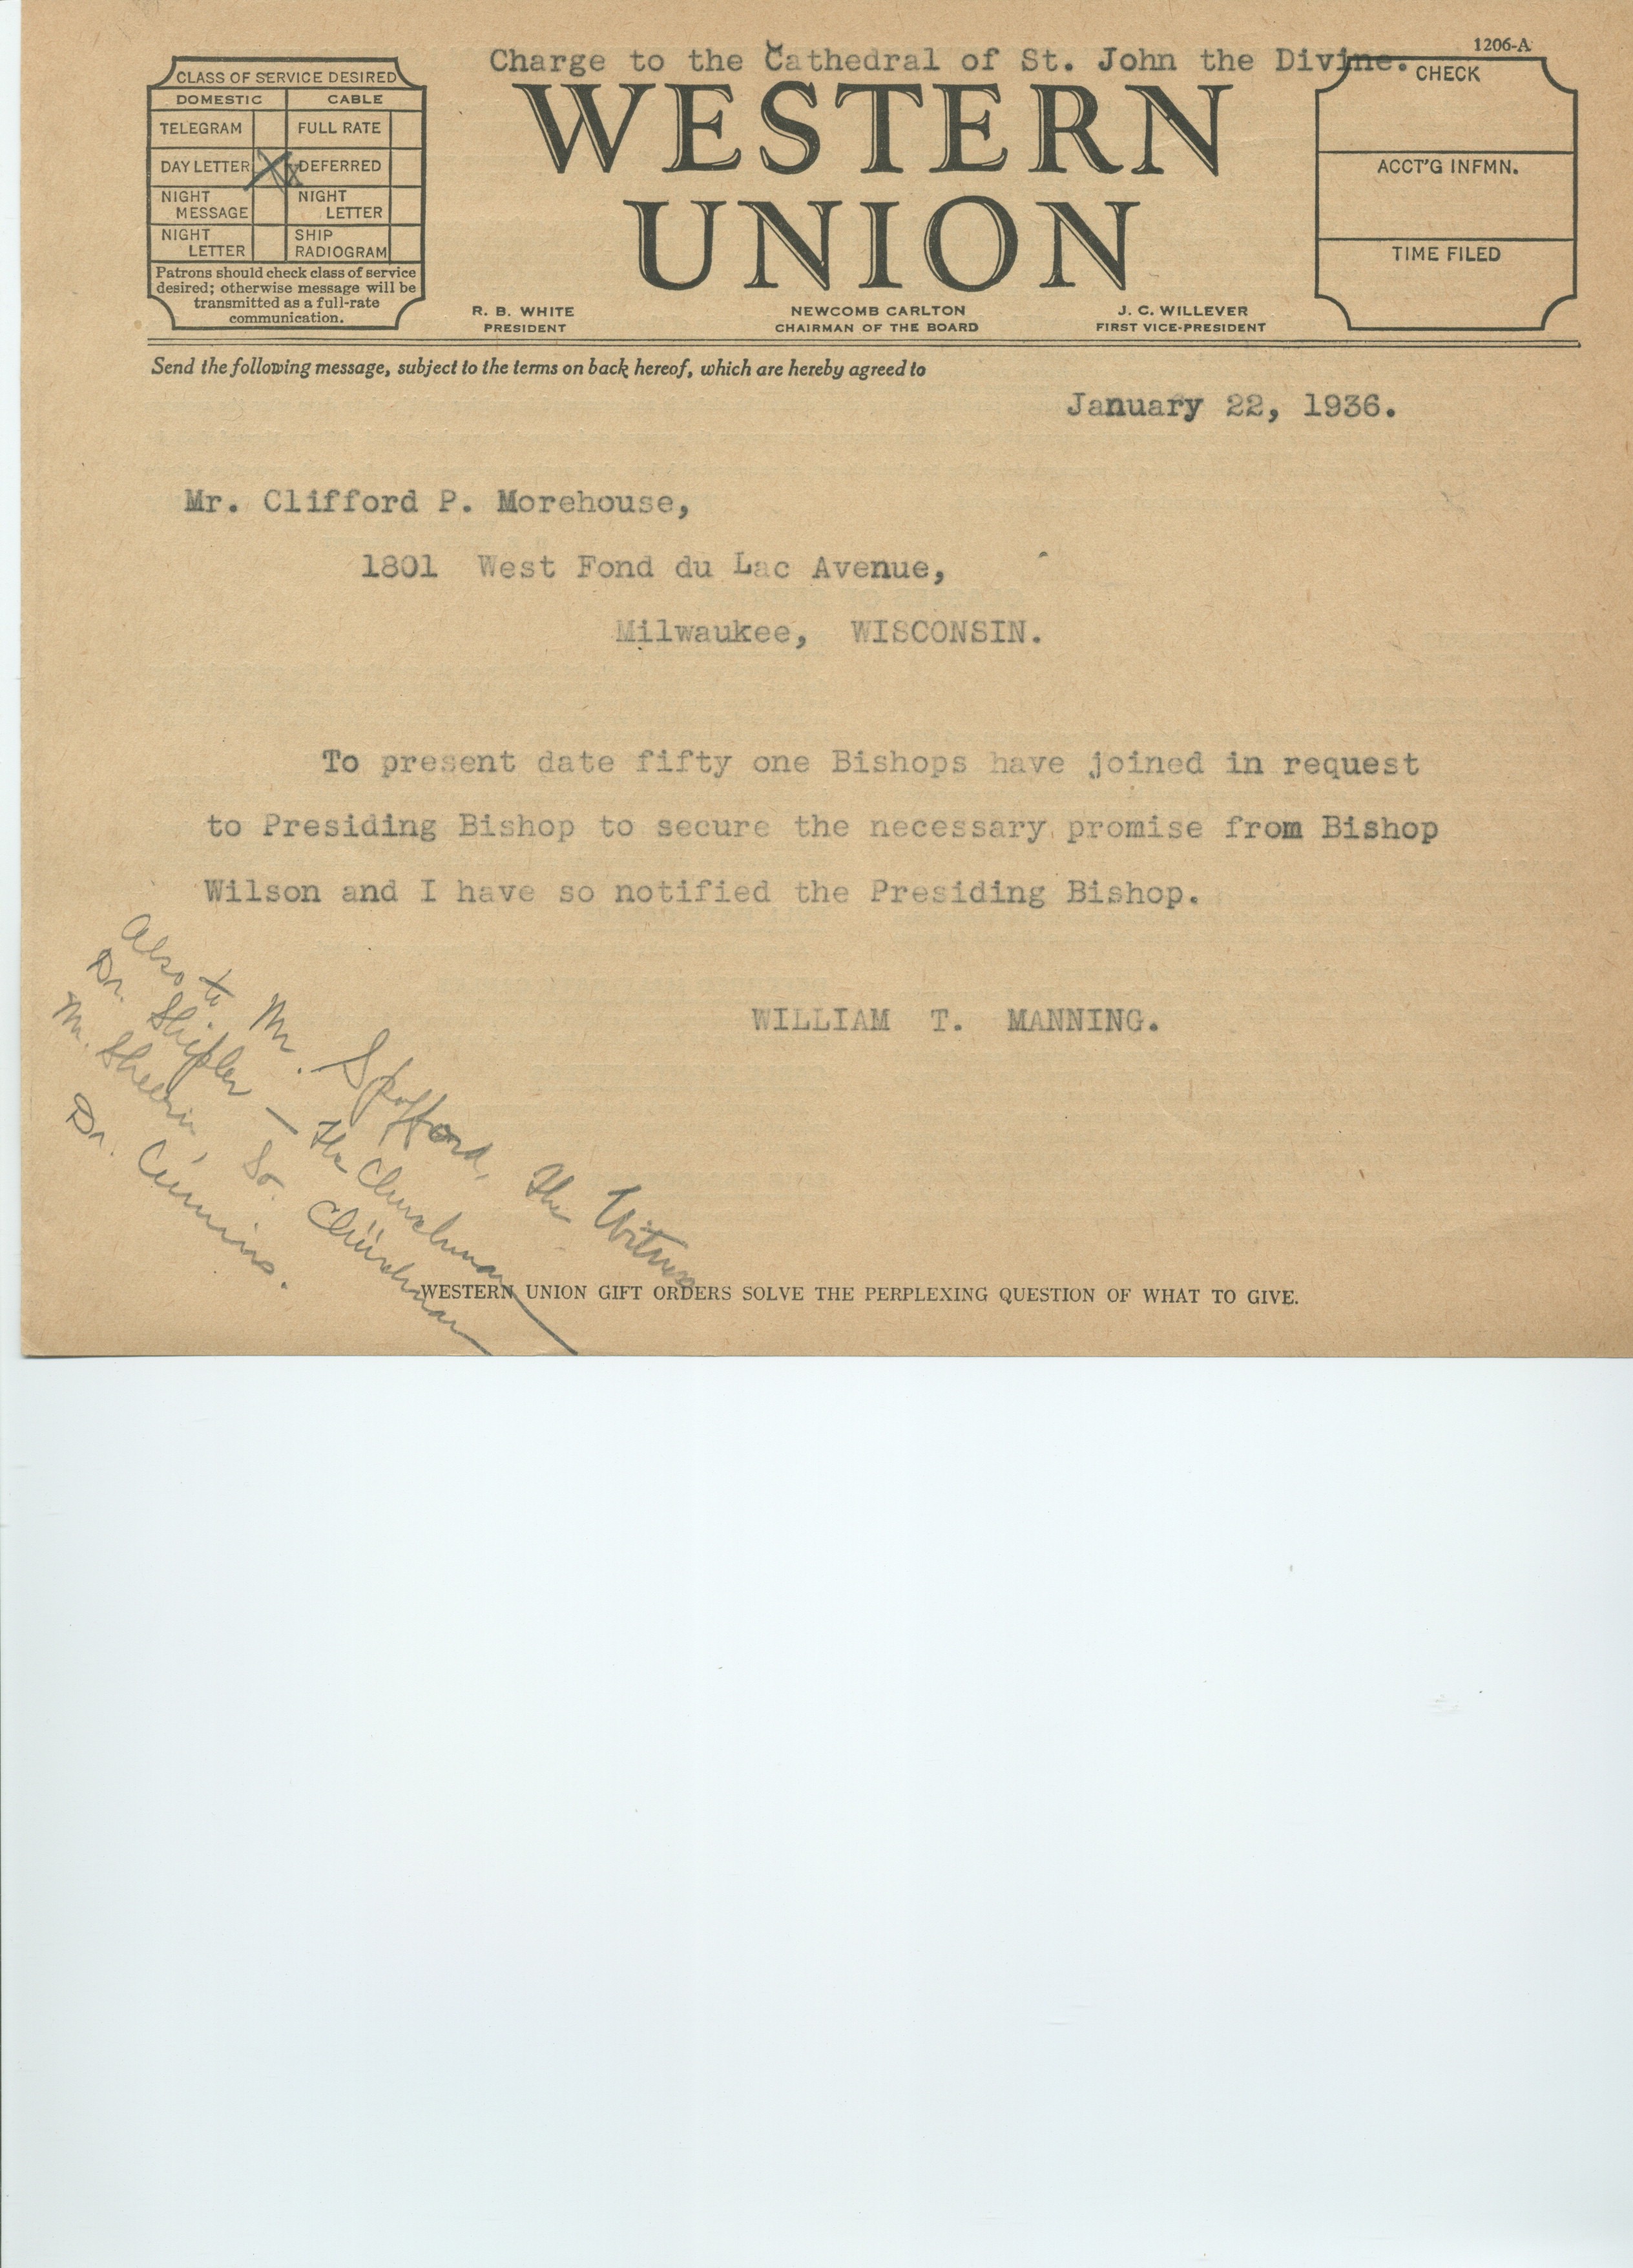 Charge to the Cathedral of St. John the Divine.
1206-A
CLASS OF SERVICE DESIRED
DOMESTIC CABLE
TELEGRAM FULL RATE
DAY LETTER X DEFERRED
NIGHT MESSAGE NIGHT LETTER
NIGHT LETTER SHIP RADIOGRAM
Patrons should check class of service
desired; otherwise message will be
transmitted as a full-rate
communication.
WESTERN
UNION
R. B. WHITE
PRESIDENT
NEWCOMB CARLTON
CHAIRMAN OF THE BOARD
J. C. WILLEVER
FIRST VICE-PRESIDENT
CHECK
ACCT'G INFMN.
TIME FILED
Send the following message, subject to the terms on back hereof, which are hereby agreed to
January 22, 1936.
Mr. Clifford P. Morehouse,
1801 West Fond du Lac Avenue,
Milwaukee, WISCONSIN.
To present date fifty one Bishops have joined in request
to Presiding Bishop to secure the necessary promise from Bishop
Wilson and I have so notified the Presiding Bishop.
WILLIAM T. MANNING.
Also to Mr. Spofford, The Witness
Dr. Shipler — The Churchman
Mr. Sheerin, So. Churchman
Dr. Cummins.
WESTERN UNION GIFT ORDERS SOLVE THE PERPLEXING QUESTION OF WHAT TO GIVE.